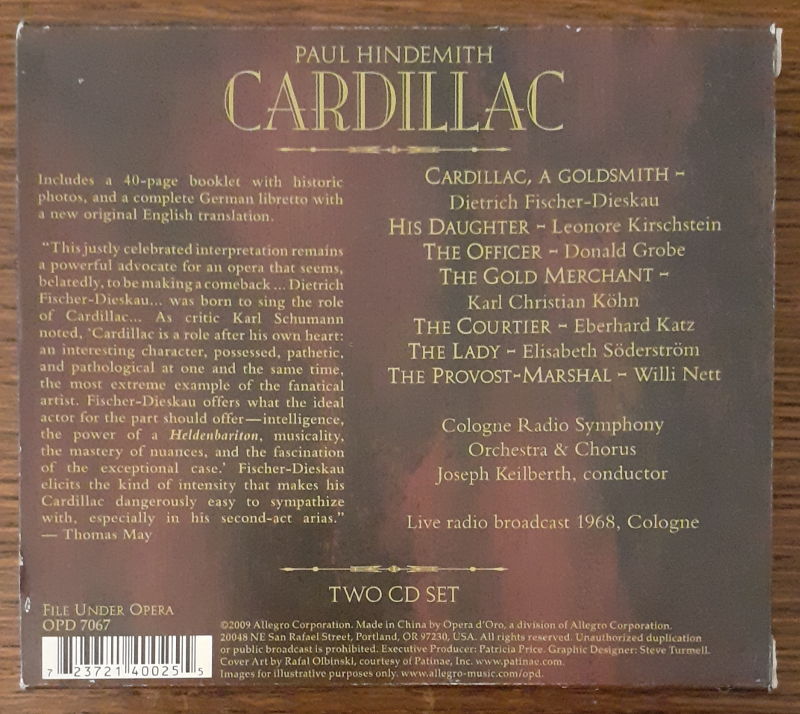 PAUL HINDEMITH
CARDILLAC
Includes a 40-page booklet with historic
photos, and a complete German libretto with
a new original English translation.
"This justly celebrated interpretation remains
a powerful advocate for an opera that seems,
belatedly, to be making a comeback ... Dietrich
Fischer-Dieskau... was born to sing the role
of Cardillac... As critic Karl Schumann
noted, 'Cardillac is a role after his own heart:
an interesting character, possessed, pathetic,
and pathological at one and the same time,
the most extreme example of the fanatical
artist. Fischer-Dieskau offers what the ideal
actor for the part should offer—intelligence,
the power of a Heldenbariton, musicality,
the mastery of nuances, and the fascination
of the exceptional case.' Fischer-Dieskau
elicits the kind of intensity that makes his
Cardillac dangerously easy to sympathize
with, especially in his second-act arias."
— Thomas May
CARDILLAC, A GOLDSMITH ~
Dietrich Fischer-Dieskau
HIS DAUGHTER ~ Leonore Kirschstein
THE OFFICER ~ Donald Grobe
THE GOLD MERCHANT ~
Karl Christian Köhn
THE COURTIER ~ Eberhard Katz
THE LADY ~ Elisabeth Söderström
THE PROVOST-MARSHAL ~ Willi Nett
Cologne Radio Symphony
Orchestra & Chorus
Joseph Keilberth, conductor
Live radio broadcast 1968, Cologne
TWO CD SET
FILE UNDER OPERA
OPD 7067
7 23721 40025 5
©2009 Allegro Corporation. Made in China by Opera d'Oro, a division of Allegro Corporation.
20048 NE San Rafael Street, Portland, OR 97230, USA. All rights reserved. Unauthorized duplication
or public broadcast is prohibited. Executive Producer: Patricia Price. Graphic Designer: Steve Turmell.
Cover Art by Rafal Olbinski, courtesy of Patinae, Inc. www.patinae.com.
Images for illustrative purposes only. www.allegro-music.com/opd.